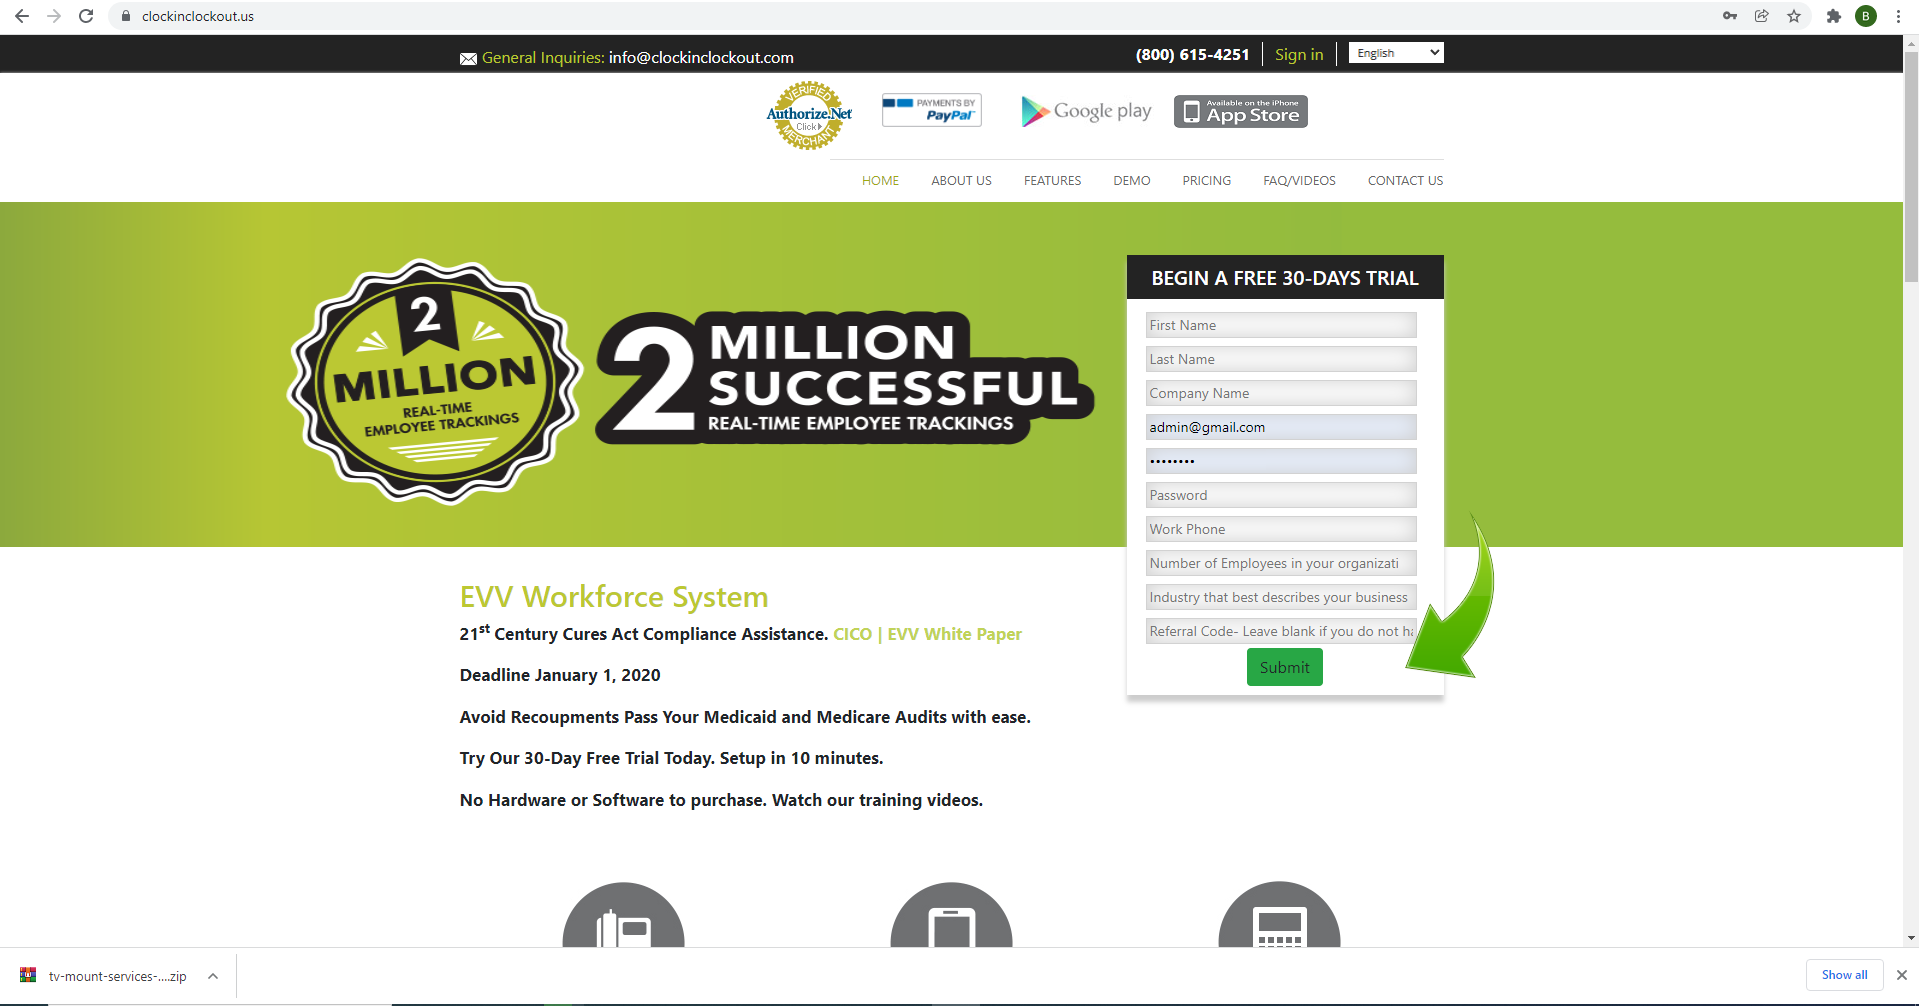 clockinclockout.us
B
General Inquiries: info@clockinclockout.com
(800) 615-4251
Sign in
English
VERIFIED
Authorize.Net
Click
MERCHANT
PAYMENTS BY
PayPal
Google play
Available on the iPhone
App Store
HOME
ABOUT US
FEATURES
DEMO
PRICING
FAQ/VIDEOS
CONTACT US
2
MILLION
REAL-TIME
EMPLOYEE TRACKINGS
2 MILLION
SUCCESSFUL
REAL-TIME EMPLOYEE TRACKINGS
BEGIN A FREE 30-DAYS TRIAL
First Name
Last Name
Company Name
admin@gmail.com
••••••••
Password
Work Phone
Number of Employees in your organizati
Industry that best describes your business
Referral Code- Leave blank if you do not ha
Submit
EVV Workforce System
21st Century Cures Act Compliance Assistance. CICO | EVV White Paper
Deadline January 1, 2020
Avoid Recoupments Pass Your Medicaid and Medicare Audits with ease.
Try Our 30-Day Free Trial Today. Setup in 10 minutes.
No Hardware or Software to purchase. Watch our training videos.
tv-mount-services-....zip
Show all